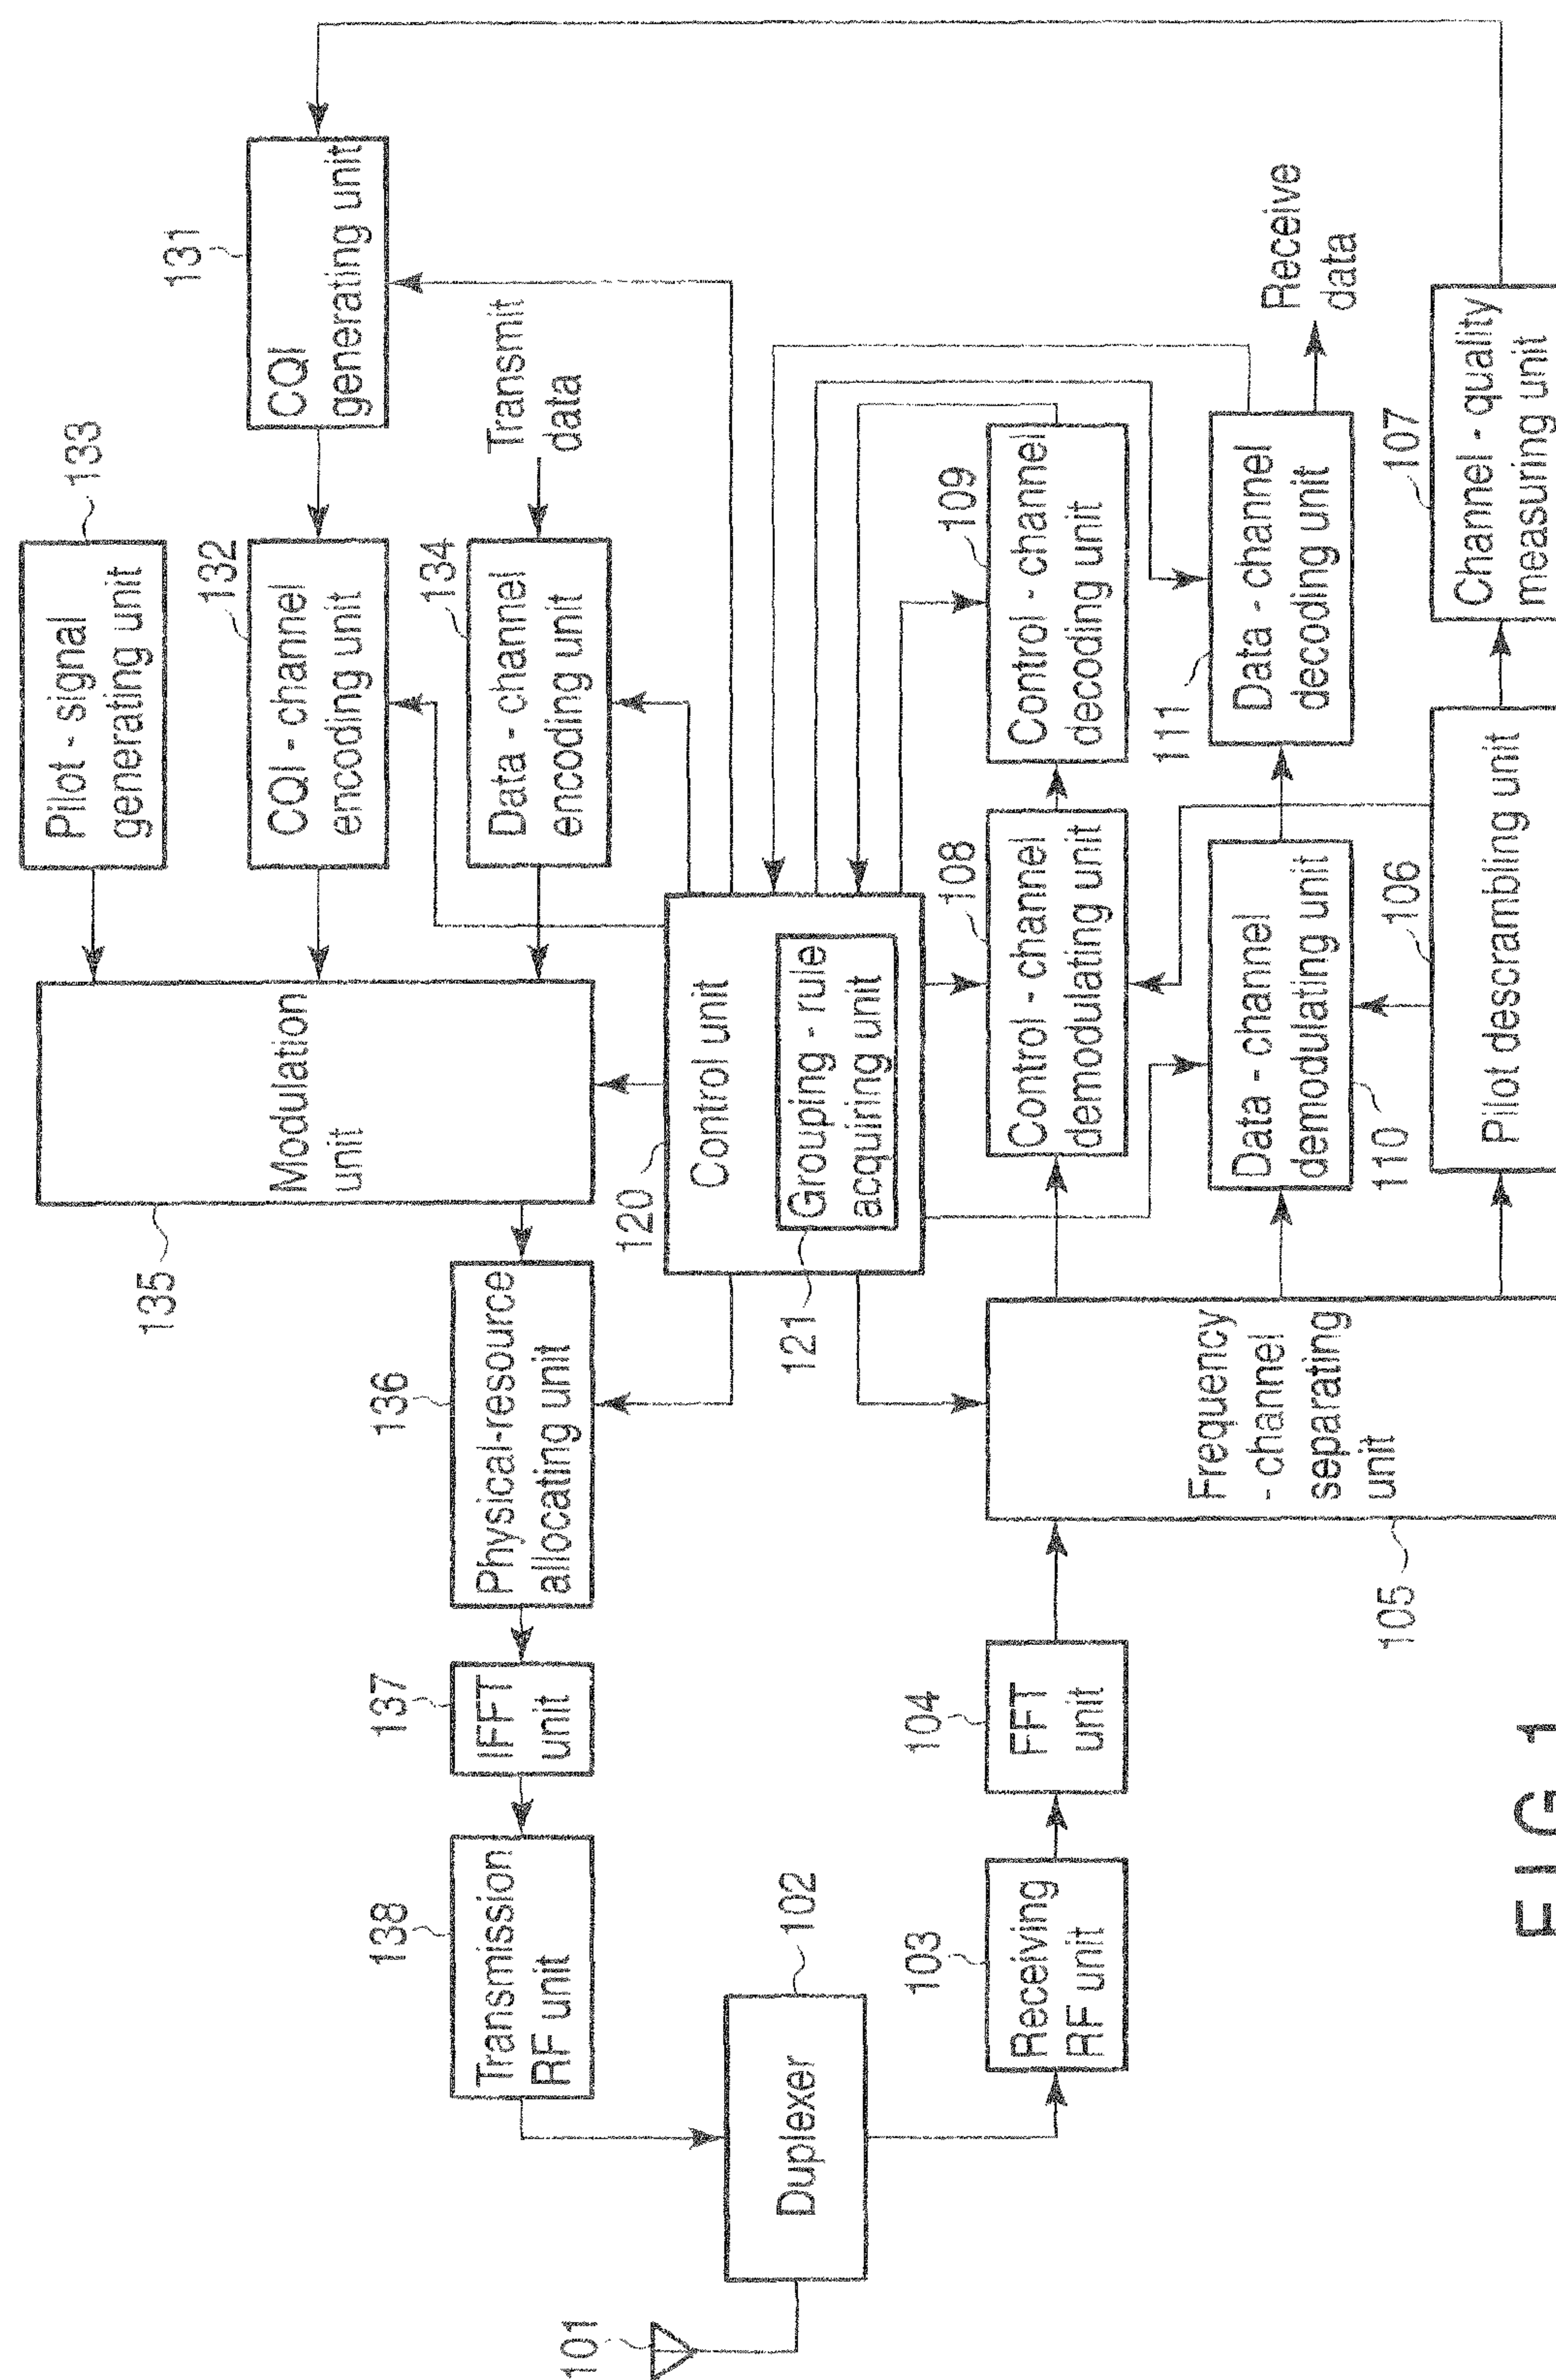 133
Pilot - signal
generating unit
131
CQI
generating unit
132
CQI - channel
encoding unit
134
Data - channel
encoding unit
Transmit
data
135
Modulation
unit
136
Physical-resource
allocating unit
137
IFFT
unit
138
Transmission
RF unit
101
102
Duplexer
120
Control unit
121
Grouping - rule
acquiring unit
103
Receiving
RF unit
104
FFT
unit
105
Frequency
- channel
separating
unit
108
Control - channel
demodulating unit
109
Control - channel
decoding unit
110
Data - channel
demodulating unit
111
Data - channel
decoding unit
Receive
data
106
Pilot descrambling unit
107
Channel - quality
measuring unit
FIG. 1